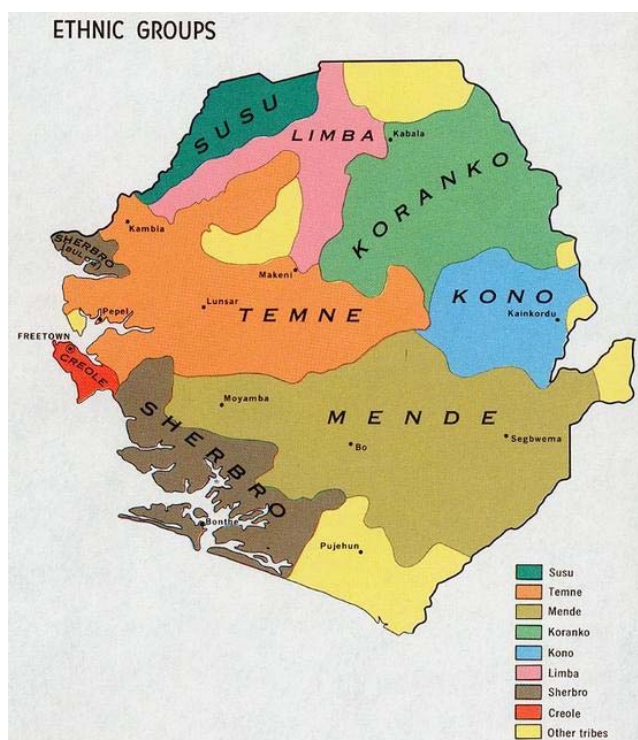 ETHNIC GROUPS
SUSU
LIMBA
Kabala
KORANKO
Kambia
SHERBRO
(BULOM)
Makeni
KONO
Lunsar
TEMNE
Kainkordu
Pepel
FREETOWN
CREOLE
Moyamba
MENDE
SHERBRO
Segbwema
Bo
Bonthe
Pujehun
Susu
Temne
Mende
Koranko
Kono
Limba
Sherbro
Creole
Other tribes